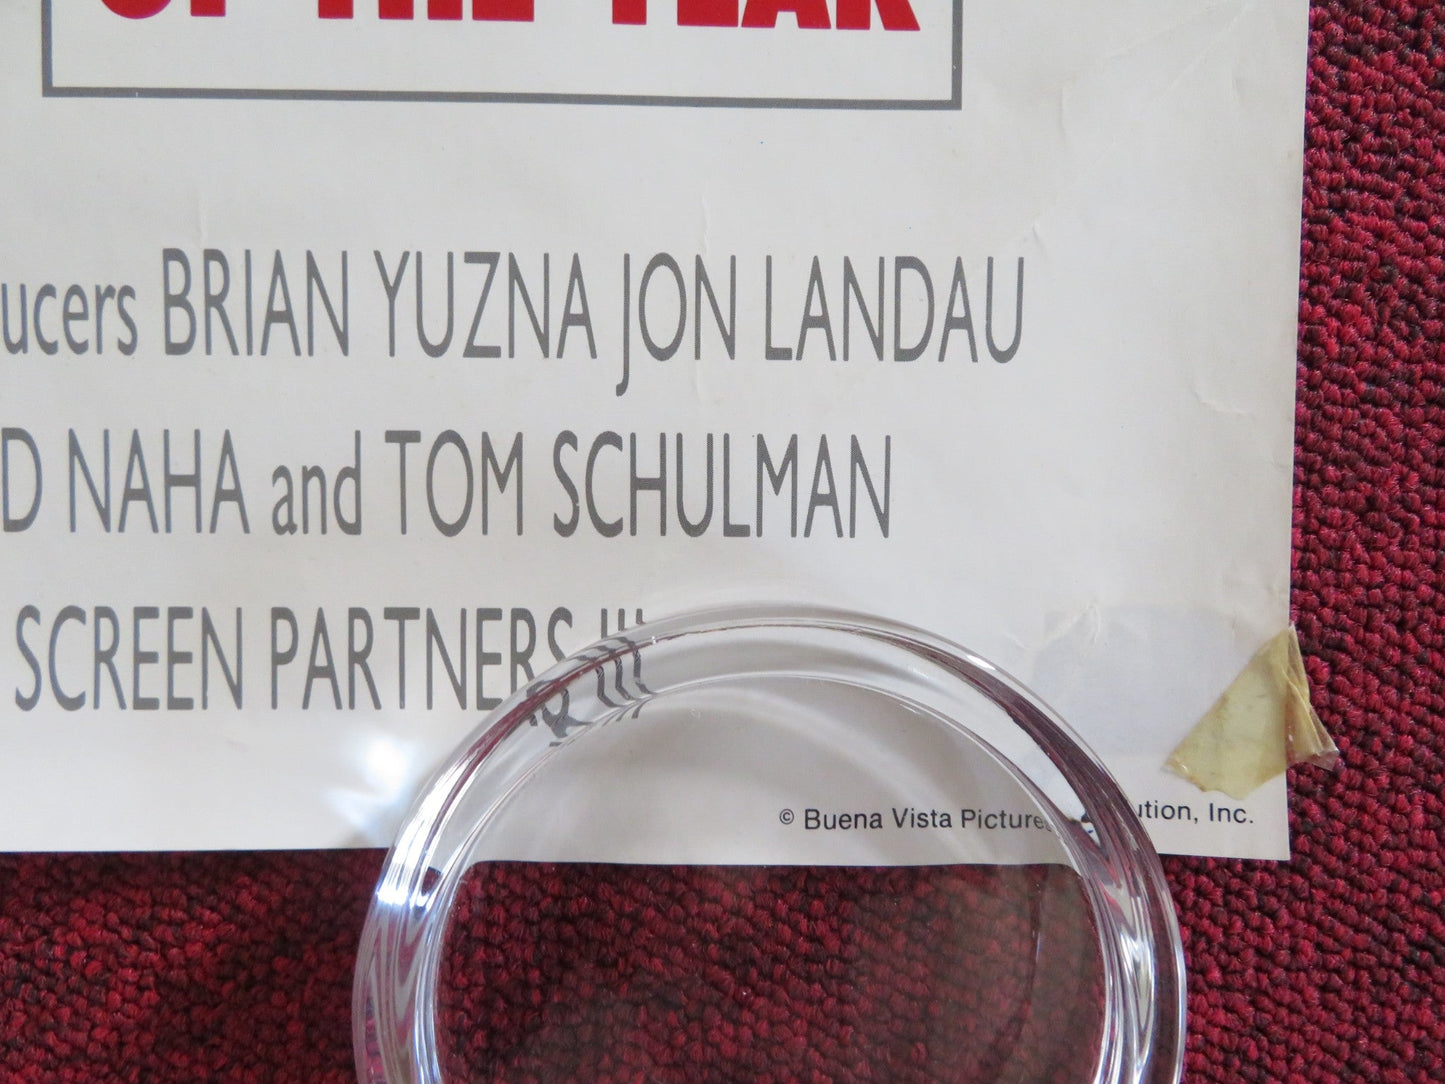 OF THE YEAR
ucers BRIAN YUZNA JON LANDAU
D NAHA and TOM SCHULMAN
SCREEN PARTNERS III
© Buena Vista Pictures ution, Inc.